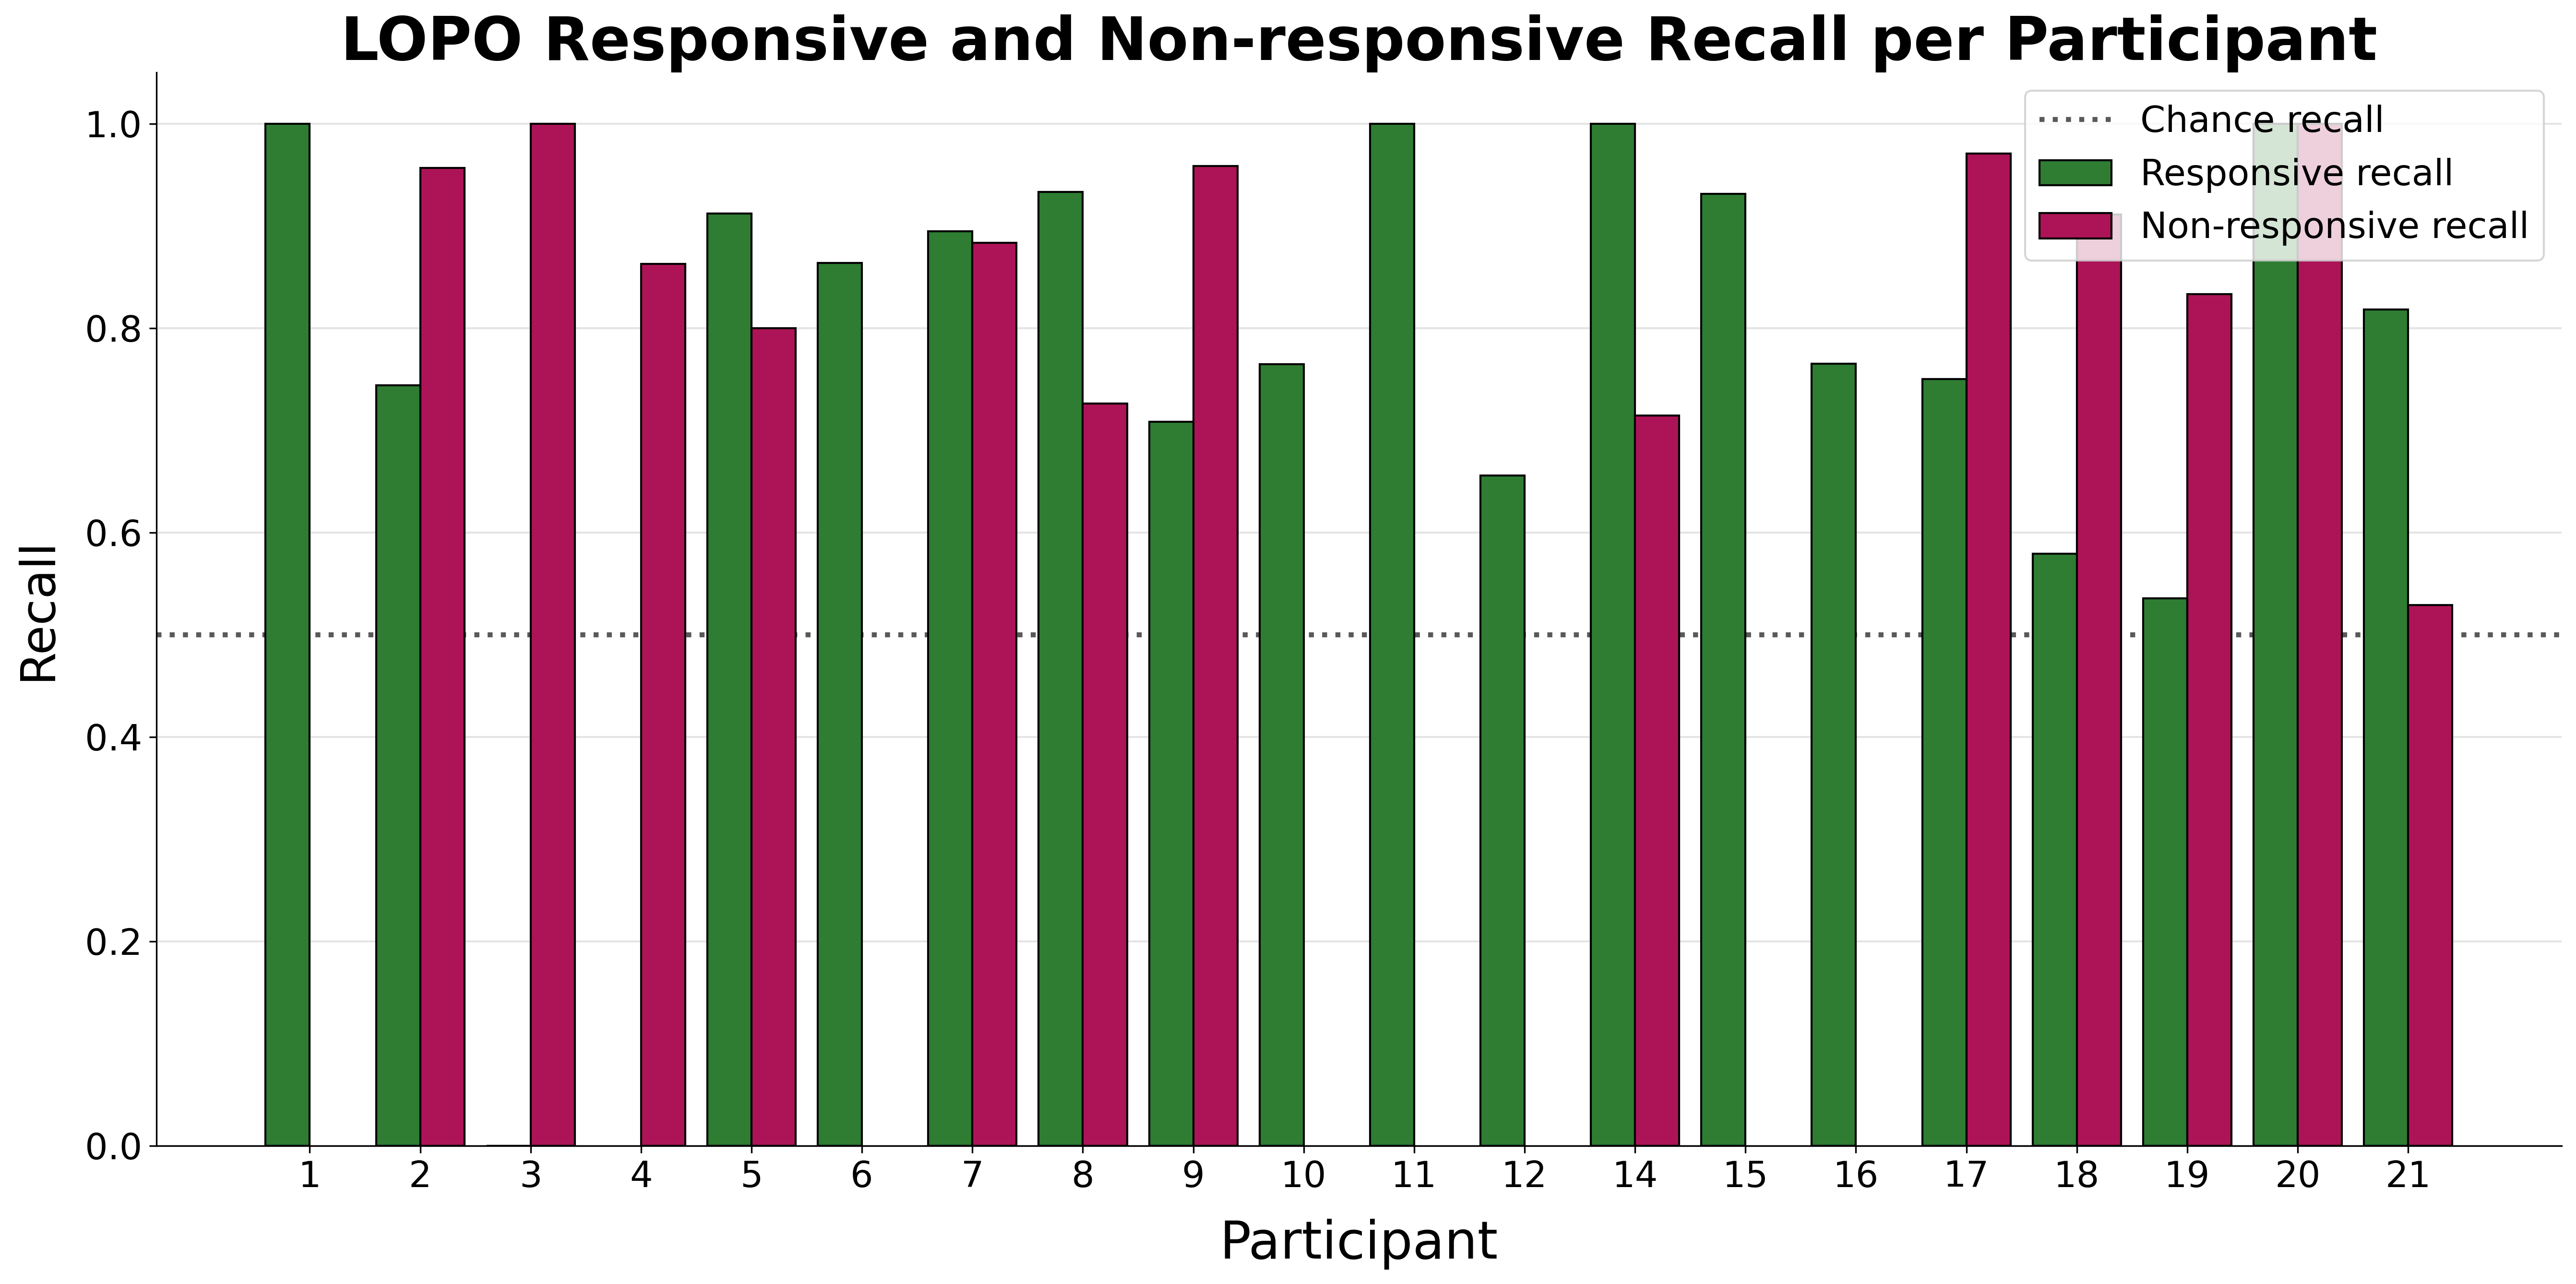 LOPO Responsive and Non-responsive Recall per Participant
Chance recall
Responsive recall
Non-responsive recall
Recall
1.0
0.8
0.6
0.4
0.2
0.0
1 2 3 4 5 6 7 8 9 10 11 12 14 15 16 17 18 19 20 21
Participant